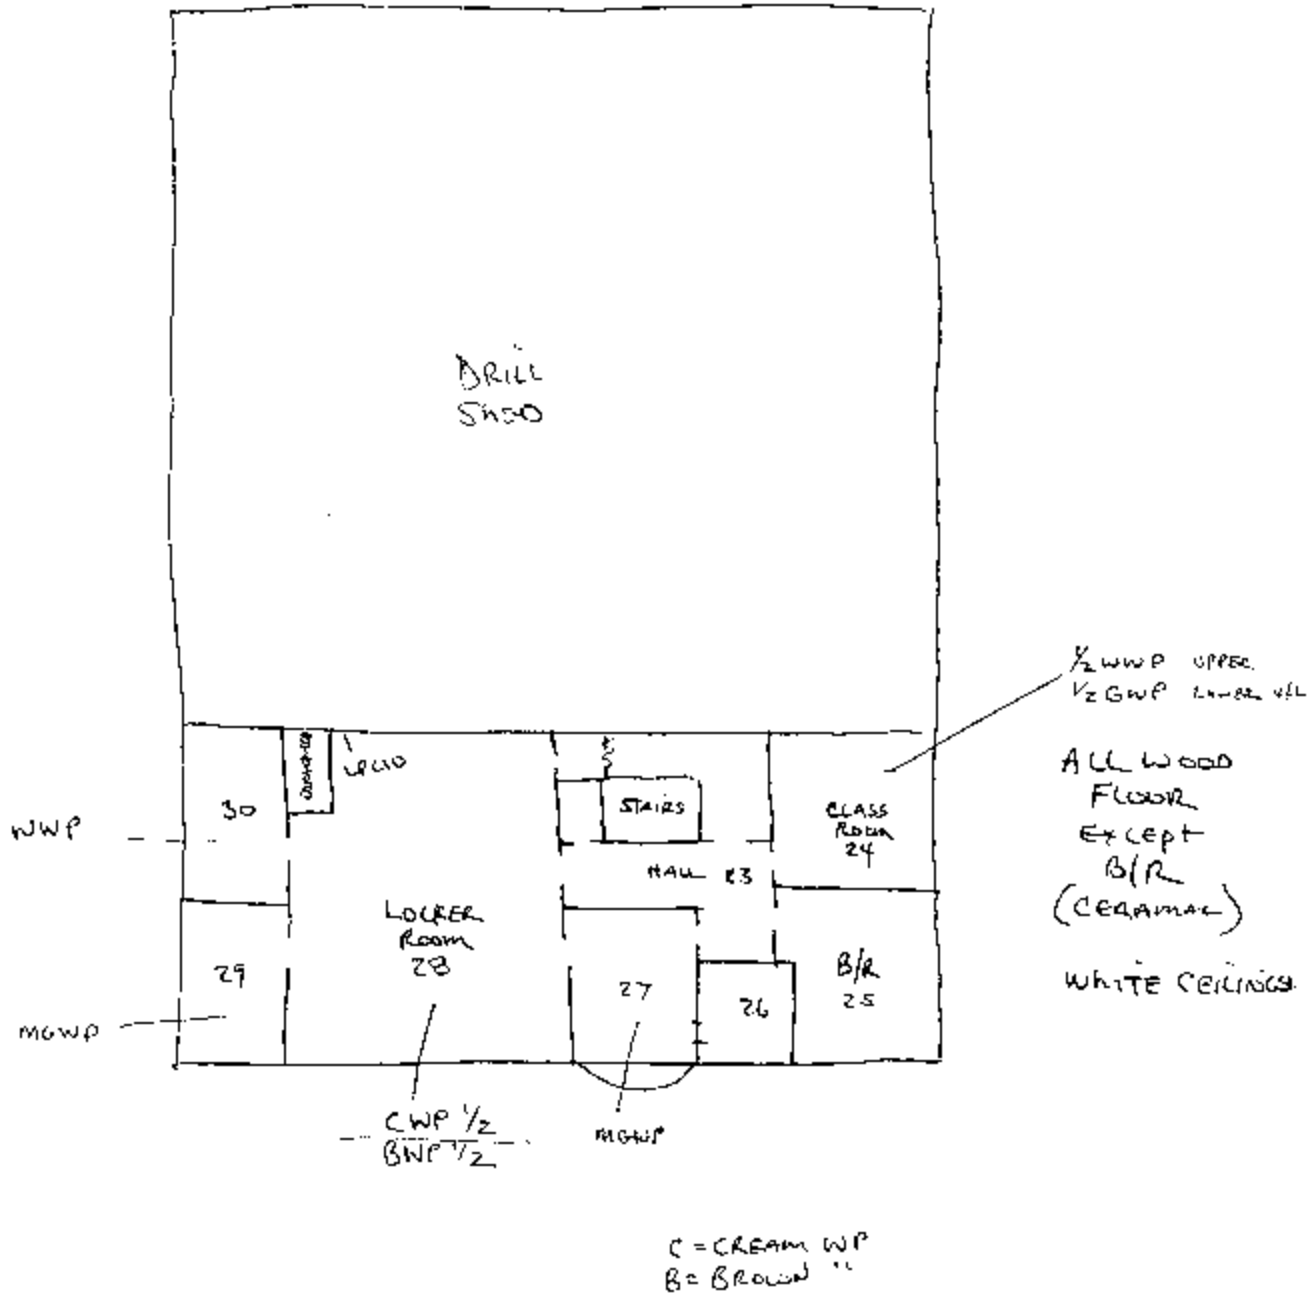 DRILL
SHED
1/2 WWP UPPER
1/2 GWP LOWER
ALL WOOD
FLOOR
EXCEPT
B/R
(CERAMIC)
WHITE CEILINGS
30
WWP
STAIRS
CLASS
ROOM
24
HALL 23
LOCKER
ROOM
28
29
MGWP
27
26
B/R
25
CWP 1/2
BWP 1/2
MGWP
C = CREAM WP
B = BROWN "